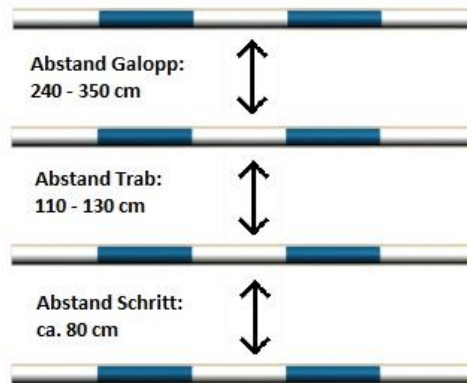 Abstand Galopp:
240 - 350 cm
Abstand Trab:
110 - 130 cm
Abstand Schritt:
ca. 80 cm